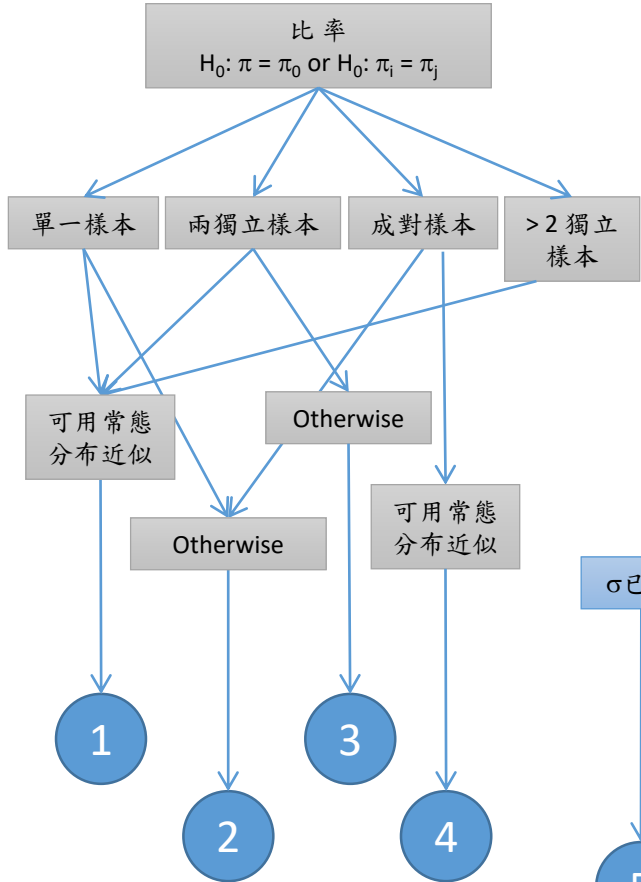 比率
H₀: π = π₀ or H₀: πᵢ = πⱼ
單一樣本
兩獨立樣本
成對樣本
> 2 獨立
樣本
可用常態
分布近似
Otherwise
可用常態
分布近似
Otherwise
σ已
1
3
2
4